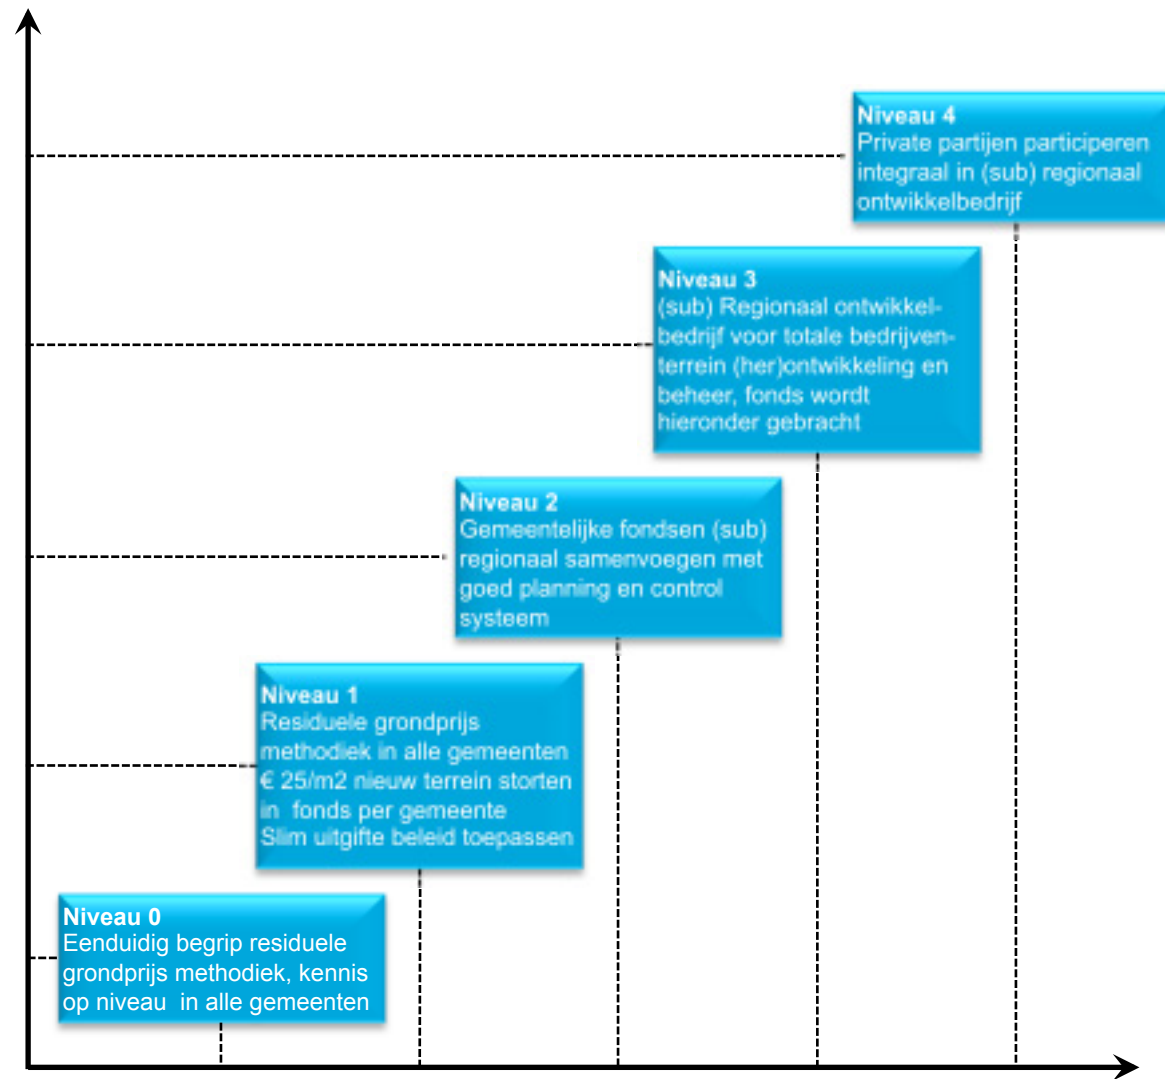 Niveau 4
Private partijen participeren
integraal in (sub) regionaal
ontwikkelbedrijf
Niveau 3
(sub) Regionaal ontwikkel-
bedrijf voor totale bedrijven-
terrein (her)ontwikkeling en
beheer, fonds wordt
hieronder gebracht
Niveau 2
Gemeentelijke fondsen (sub)
regionaal samenvoegen met
goed planning en control
systeem
Niveau 1
Residuele grondprijs
methodiek in alle gemeenten
€ 25/m2 nieuw terrein storten
in fonds per gemeente
Slim uitgifte beleid toepassen
Niveau 0
Eenduidig begrip residuele
grondprijs methodiek, kennis
op niveau in alle gemeenten